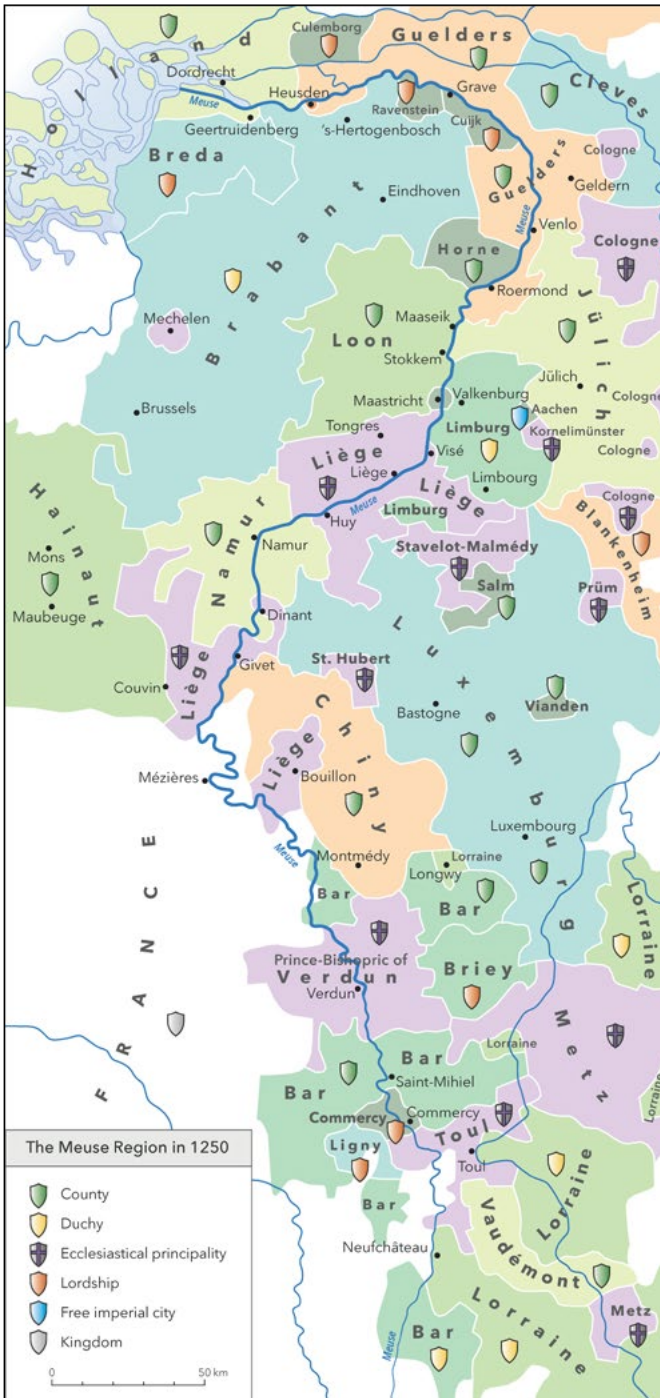 Holland
Culemborg
Guelders
Dordrecht
Meuse
Heusden
Ravenstein
Grave
Cleves
Geertruidenberg
's-Hertogenbosch
Cuijk
Breda
Guelders
Cologne
Eindhoven
Geldern
Meuse
Venlo
Brabant
Horne
Cologne
Roermond
Mechelen
Loon
Maaseik
Jülich
Stokkem
Jülich
Maastricht
Valkenburg
Cologne
Brussels
Aachen
Limburg
Kornelimünster
Tongres
Liège
Visé
Cologne
Liège
Limbourg
Hainaut
Meuse
Liège
Cologne
Huy
Limburg
Blankenheim
Namur
Namur
Stavelot-Malmédy
Mons
Salm
Prüm
Maubeuge
Dinant
Luxemburg
Givet
St. Hubert
Couvin
Liège
Chiny
Bastogne
Vianden
Liège
Bouillon
Mézières
Luxembourg
Meuse
Montmédy
Lorraine
Longwy
Bar
Bar
Lorraine
FRANCE
Prince-Bishopric of
Verdun
Verdun
Briey
Metz
Lorraine
Bar
Lorraine
Bar
Saint-Mihiel
Commercy
Commercy
Toul
Ligny
Toul
Lorraine
Bar
Vaudémont
Neufchâteau
Lorraine
Metz
Bar
Meuse
The Meuse Region in 1250
County
Duchy
Ecclesiastical principality
Lordship
Free imperial city
Kingdom
0 50 km